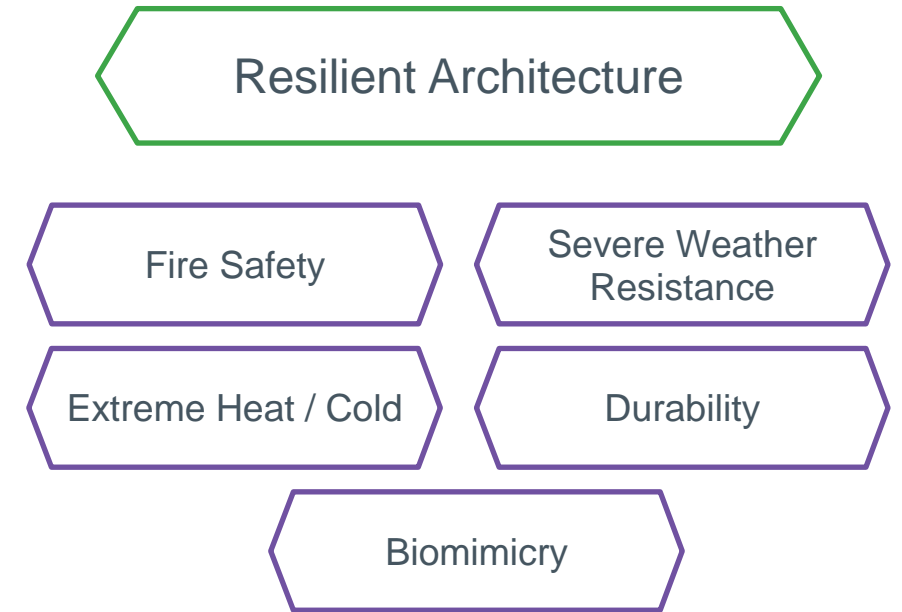 Resilient Architecture
Fire Safety
Severe Weather
Resistance
Extreme Heat / Cold
Durability
Biomimicry